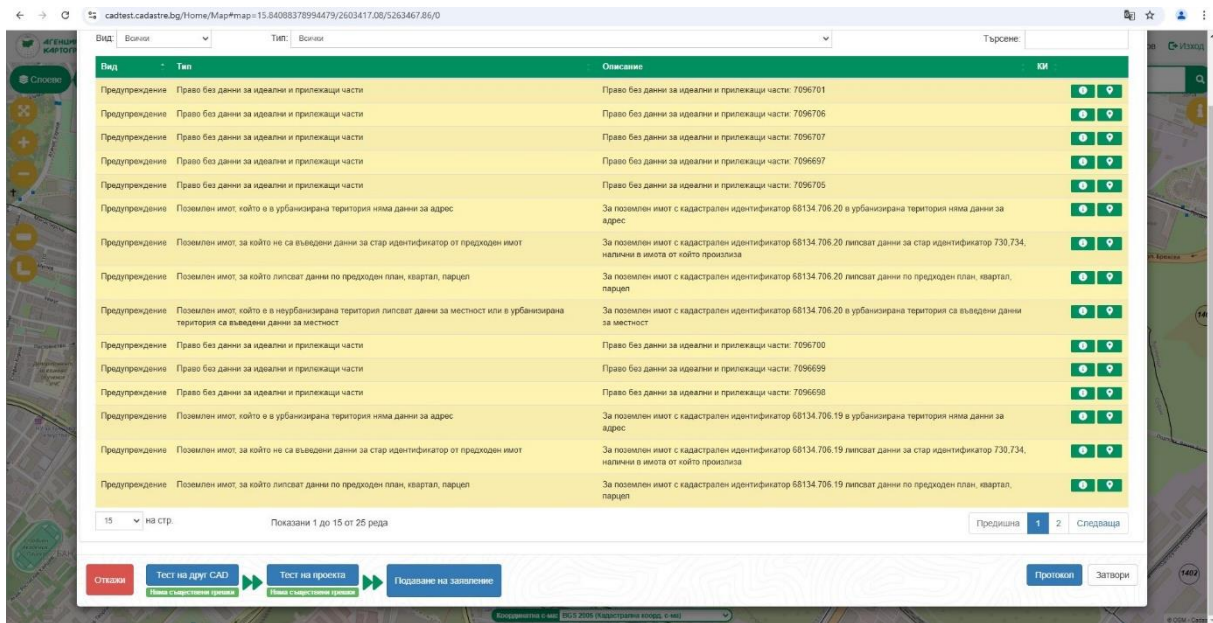 cadtest.cadastre.bg/Home/Map#map=15.84088378994479/2603417.08/5263467.86/0
АГЕНЦИ
КАРТОГР
Изход
Слоеве
Вид: Всички Тип: Всички Търсене:
Вид Тип Описание КИ
Предупреждение Право без данни за идеални и прилежащи части Право без данни за идеални и прилежащи части: 7096701
Предупреждение Право без данни за идеални и прилежащи части Право без данни за идеални и прилежащи части: 7096706
Предупреждение Право без данни за идеални и прилежащи части Право без данни за идеални и прилежащи части: 7096707
Предупреждение Право без данни за идеални и прилежащи части Право без данни за идеални и прилежащи части: 7096697
Предупреждение Право без данни за идеални и прилежащи части Право без данни за идеални и прилежащи части: 7096705
Предупреждение Поземлен имот, който е в урбанизирана територия няма данни за адрес За поземлен имот с кадастрален идентификатор 68134.706.20 в урбанизирана територия няма данни за
адрес
Предупреждение Поземлен имот, за който не са въведени данни за стар идентификатор от предходен имот За поземлен имот с кадастрален идентификатор 68134.706.20 липсват данни за стар идентификатор 730,734,
налични в имота от който произлиза
Предупреждение Поземлен имот, за който липсват данни по предходен план, квартал, парцел За поземлен имот с кадастрален идентификатор 68134.706.20 липсват данни по предходен план, квартал,
парцел
Предупреждение Поземлен имот, който е в неурбанизирана територия липсват данни за местност или в урбанизирана За поземлен имот с кадастрален идентификатор 68134.706.20 в урбанизирана територия са въведени данни
територия са въведени данни за местност за местност
Предупреждение Право без данни за идеални и прилежащи части Право без данни за идеални и прилежащи части: 7096700
Предупреждение Право без данни за идеални и прилежащи части Право без данни за идеални и прилежащи части: 7096699
Предупреждение Право без данни за идеални и прилежащи части Право без данни за идеални и прилежащи части: 7096698
Предупреждение Поземлен имот, който е в урбанизирана територия няма данни за адрес За поземлен имот с кадастрален идентификатор 68134.706.19 в урбанизирана територия няма данни за
адрес
Предупреждение Поземлен имот, за който не са въведени данни за стар идентификатор от предходен имот За поземлен имот с кадастрален идентификатор 68134.706.19 липсват данни за стар идентификатор 730,734,
налични в имота от който произлиза
Предупреждение Поземлен имот, за който липсват данни по предходен план, квартал, парцел За поземлен имот с кадастрален идентификатор 68134.706.19 липсват данни по предходен план, квартал,
парцел
15 на стр. Показани 1 до 15 от 25 реда Предишна 1 2 Следваща
Откажи Тест на друг CAD Тест на проекта Подаване на заявление Протокол Затвори
Няма съществени грешки Няма съществени грешки
1402
Координатна с-ма: BGS 2005 (Кадастрална коорд. с-ма)